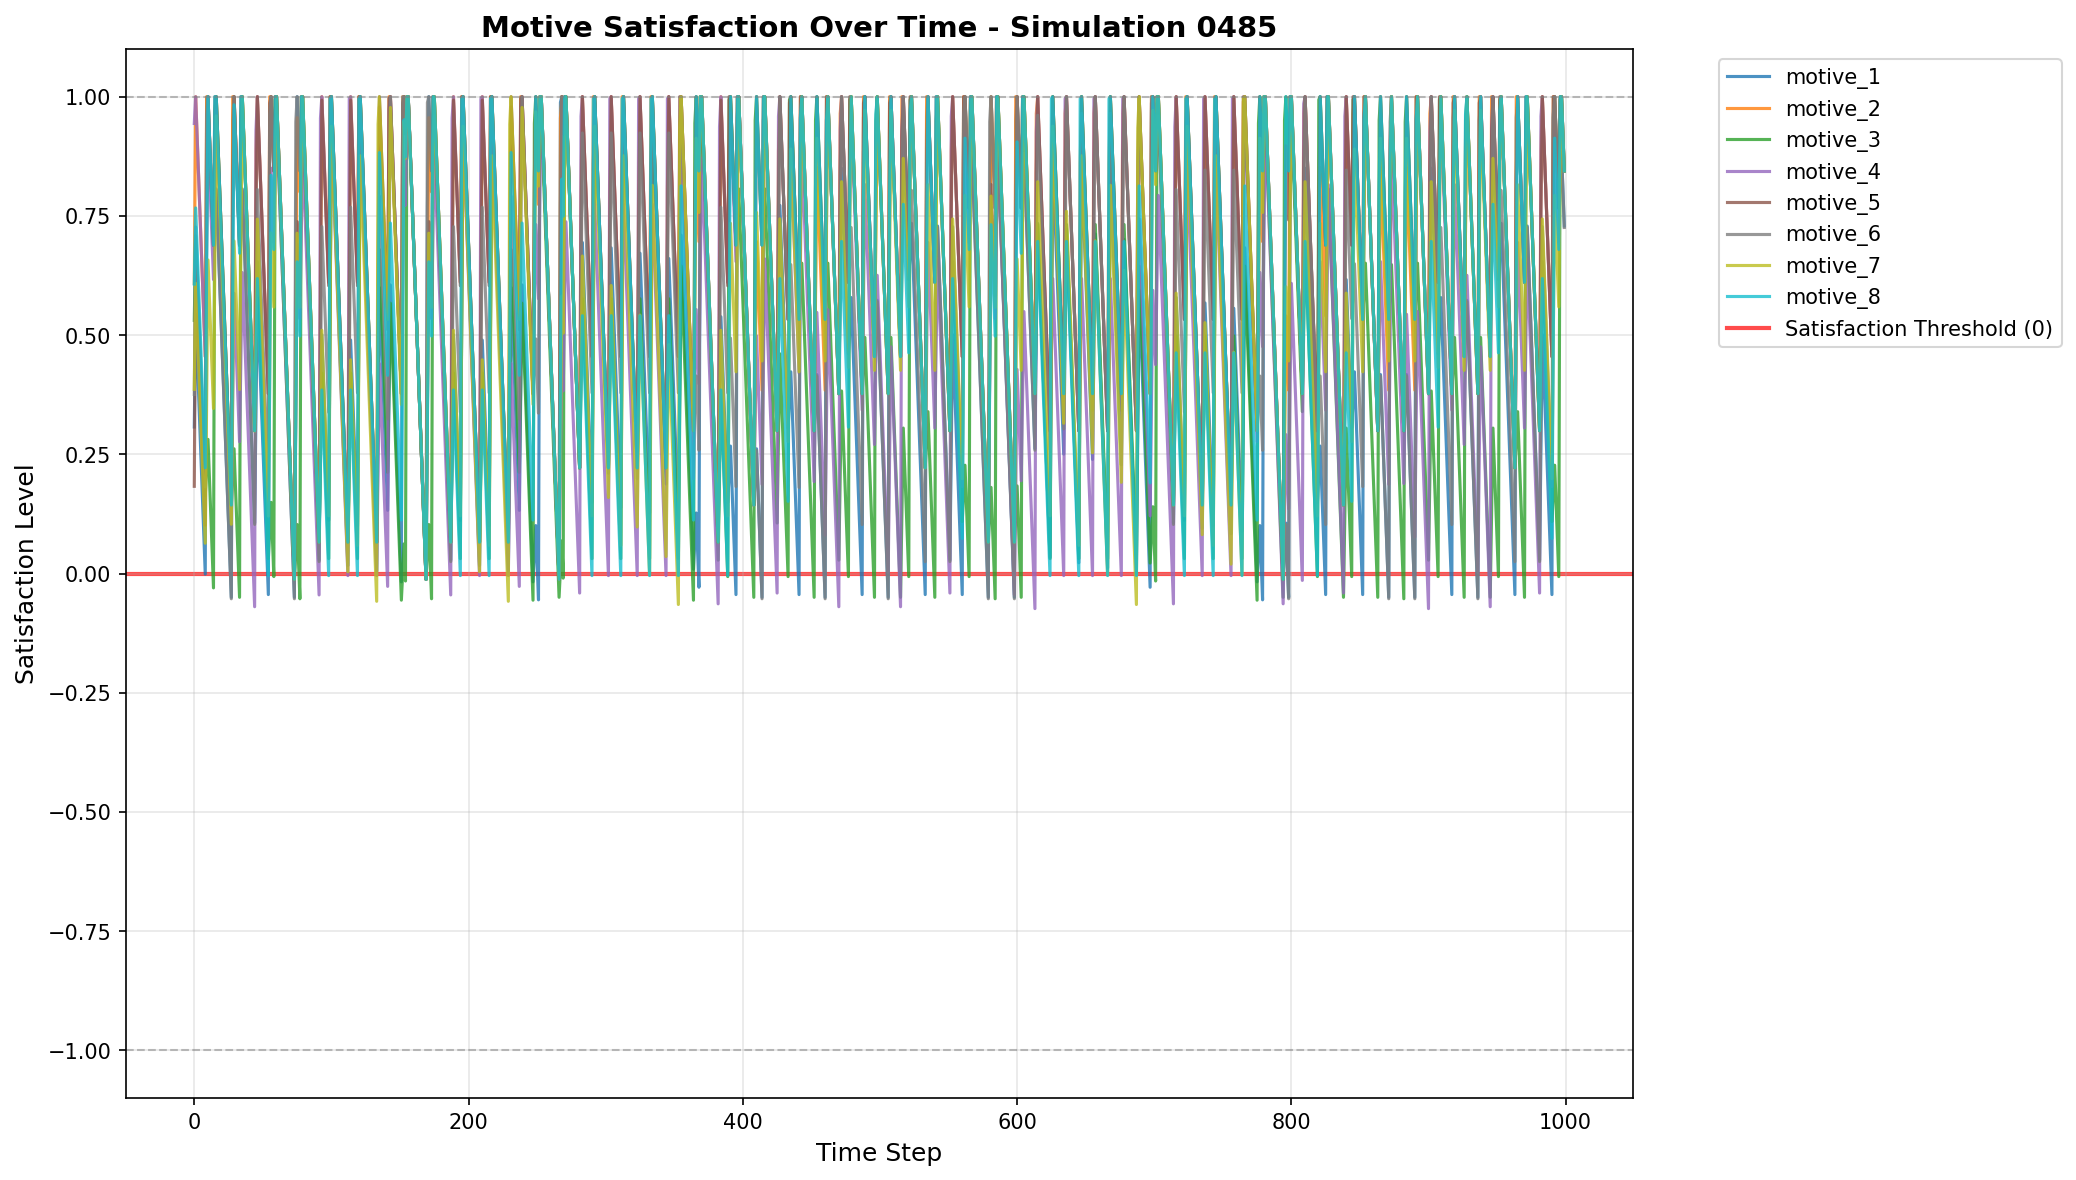 Motive Satisfaction Over Time - Simulation 0485
1.00
0.75
0.50
0.25
0.00
−0.25
−0.50
−0.75
−1.00
Satisfaction Level
0
200
400
600
800
1000
Time Step
motive_1
motive_2
motive_3
motive_4
motive_5
motive_6
motive_7
motive_8
Satisfaction Threshold (0)